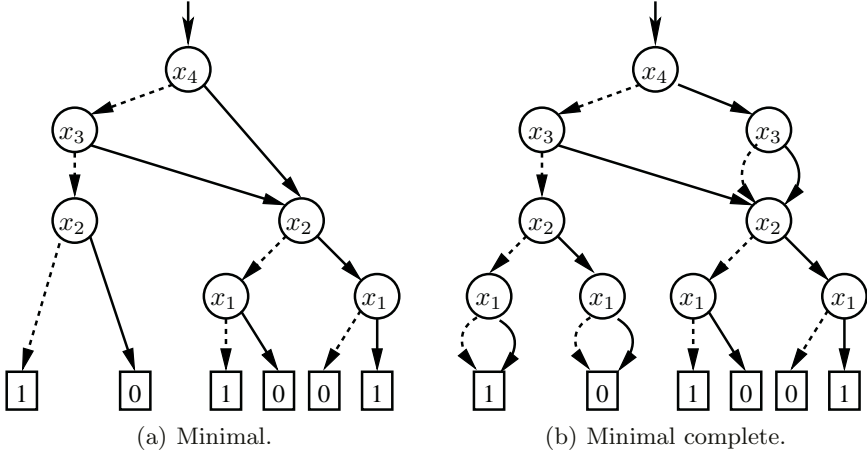 x₄ x₄
x₃ x₃ x₃
x₂ x₂ x₂ x₂
x₁ x₁ x₁ x₁ x₁ x₁
1 0 1 0 0 1 1 0 1 0 0 1
(a) Minimal. (b) Minimal complete.